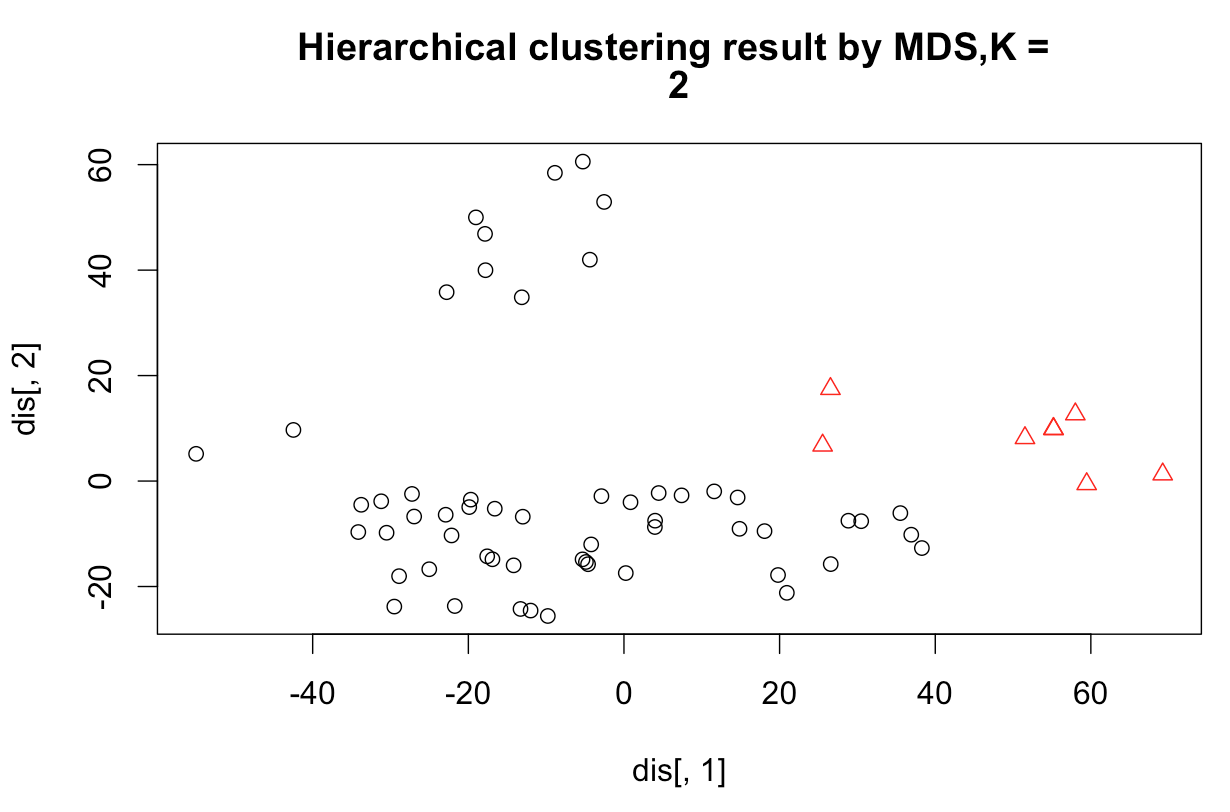 Hierarchical clustering result by MDS,K =
2
60
40
20
0
-20
dis[, 2]
-40 -20 0 20 40 60
dis[, 1]